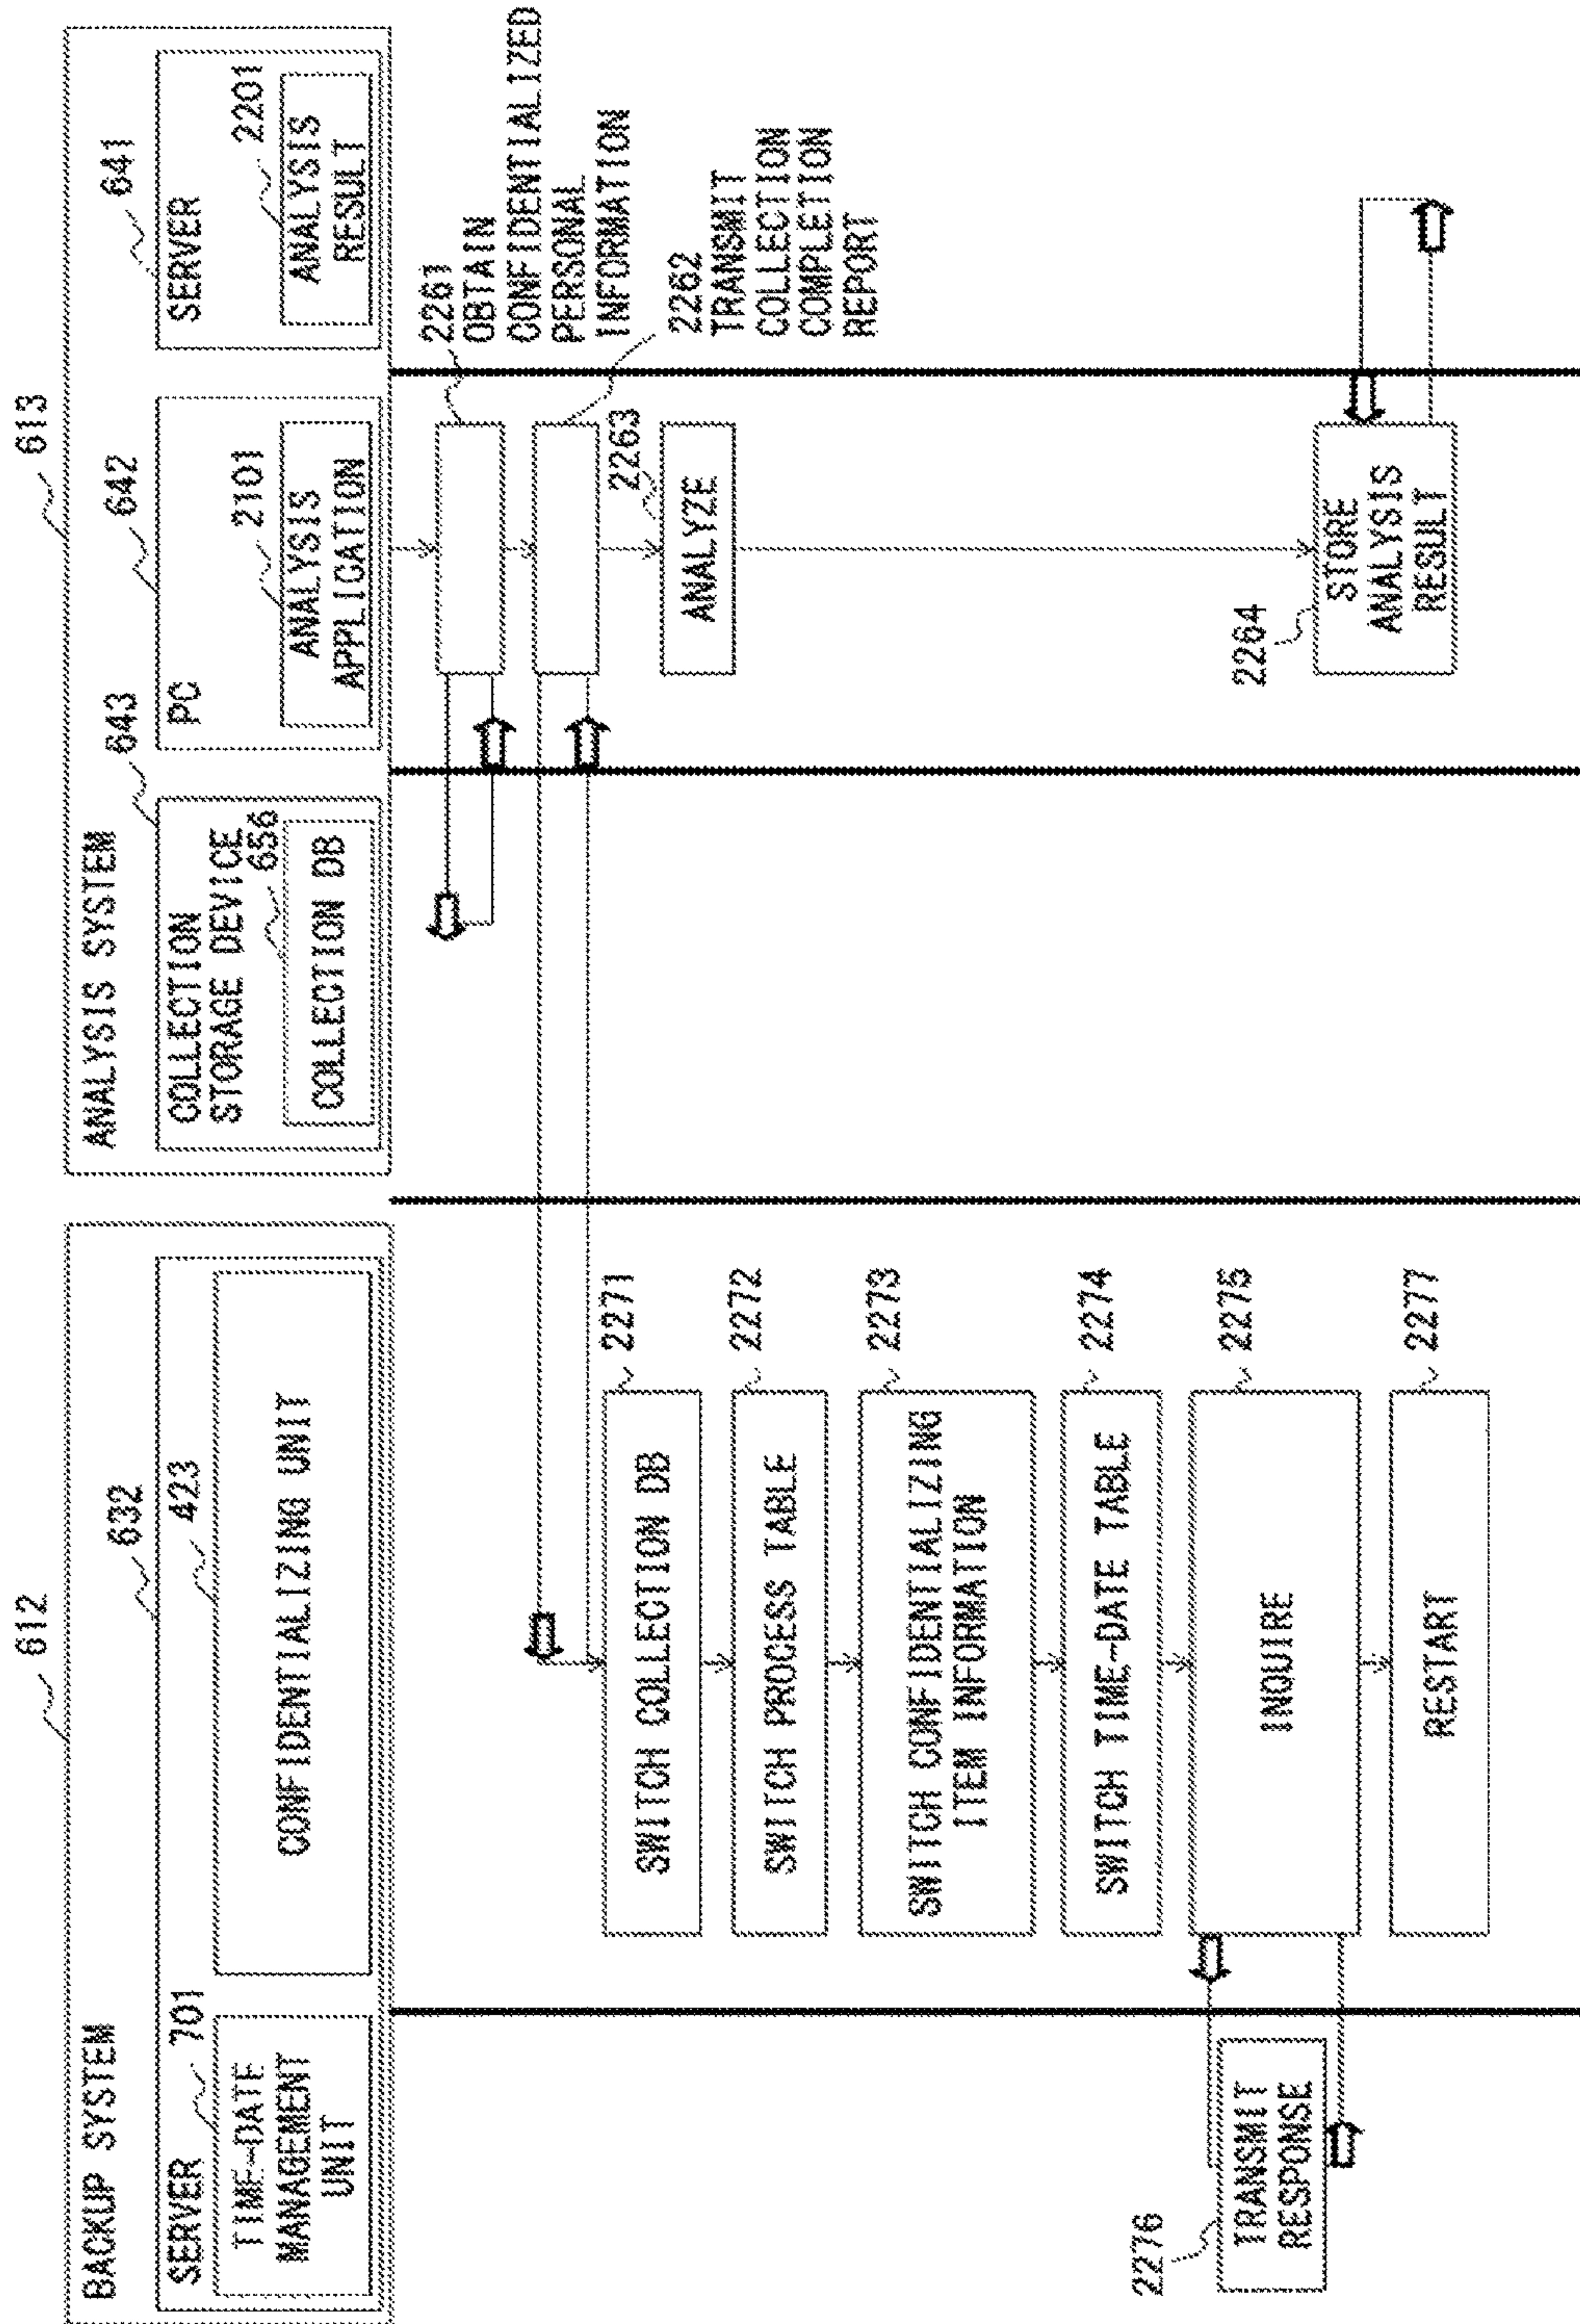 612
BACKUP SYSTEM
632
SERVER
701
TIME-DATE
MANAGEMENT
UNIT
423
CONFIDENTIALIZING UNIT
613
ANALYSIS SYSTEM
643
COLLECTION
STORAGE DEVICE
656
COLLECTION DB
642
PC
2101
ANALYSIS
APPLICATION
641
SERVER
2201
ANALYSIS
RESULT
2261
OBTAIN
CONFIDENTIALIZED
PERSONAL
INFORMATION
2262
TRANSMIT
COLLECTION
COMPLETION
REPORT
2263
ANALYZE
SWITCH COLLECTION DB
2271
SWITCH PROCESS TABLE
2272
SWITCH CONFIDENTIALIZING
ITEM INFORMATION
2273
SWITCH TIME-DATE TABLE
2274
2276
TRANSMIT
RESPONSE
INQUIRE
2275
2264
STORE
ANALYSIS
RESULT
RESTART
2277